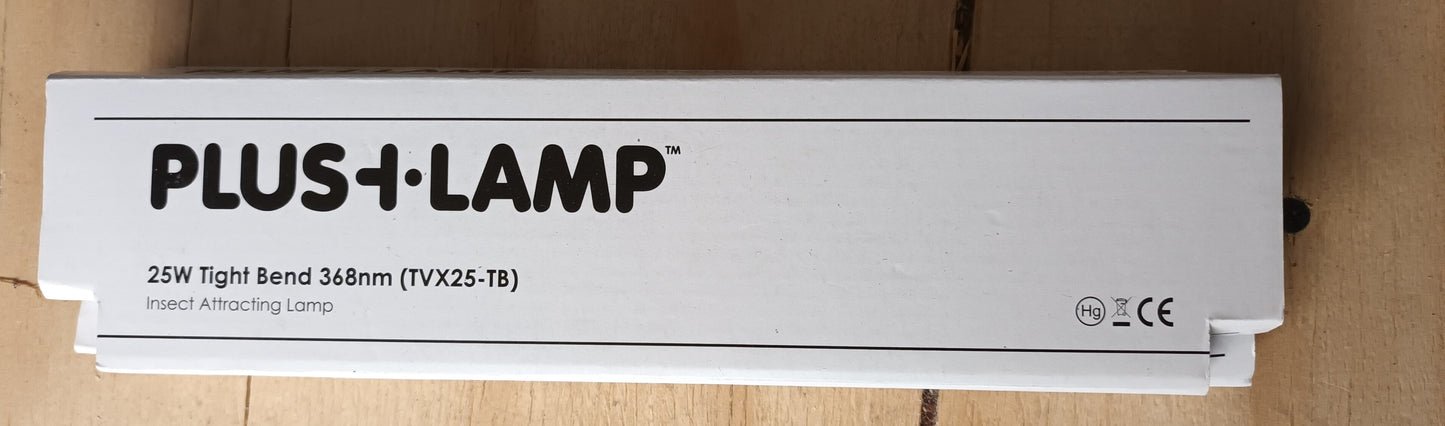 PLUS+LAMP™
25W Tight Bend 368nm (TVX25-TB)
Insect Attracting Lamp
Hg CE